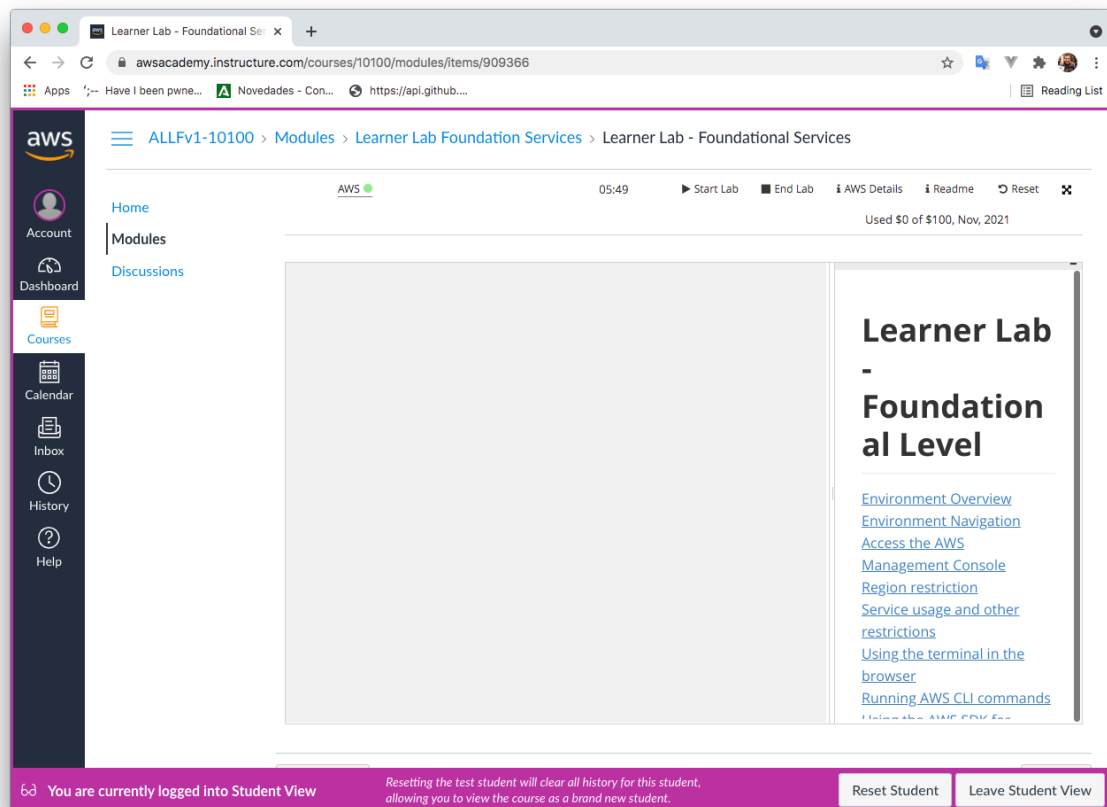 Learner Lab - Foundational Ser
awsacademy.instructure.com/courses/10100/modules/items/909366
Apps
Have I been pwne...
Novedades - Con...
https://api.github....
Reading List
aws
ALLFv1-10100 > Modules > Learner Lab Foundation Services > Learner Lab - Foundational Services
AWS
05:49
Start Lab
End Lab
AWS Details
Readme
Reset
Used $0 of $100, Nov, 2021
Home
Modules
Discussions
Account
Dashboard
Courses
Calendar
Inbox
History
Help
Learner Lab
-
Foundation
al Level
Environment Overview
Environment Navigation
Access the AWS
Management Console
Region restriction
Service usage and other
restrictions
Using the terminal in the
browser
Running AWS CLI commands
Using the AWS SDK for
You are currently logged into Student View
Resetting the test student will clear all history for this student,
allowing you to view the course as a brand new student.
Reset Student
Leave Student View